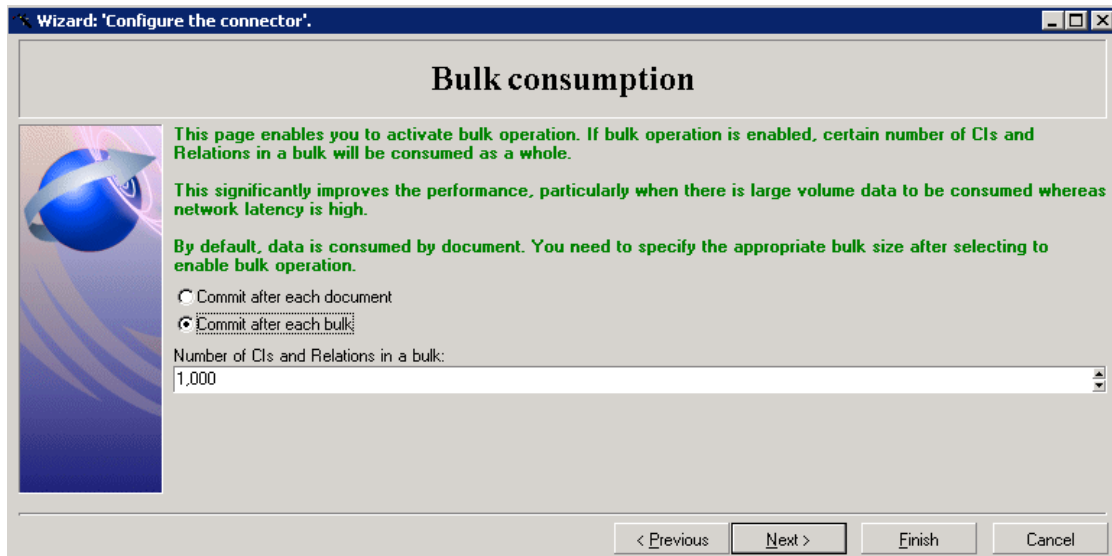 Wizard: 'Configure the connector'.
Bulk consumption
This page enables you to activate bulk operation. If bulk operation is enabled, certain number of CIs and
Relations in a bulk will be consumed as a whole.
This significantly improves the performance, particularly when there is large volume data to be consumed whereas
network latency is high.
By default, data is consumed by document. You need to specify the appropriate bulk size after selecting to
enable bulk operation.
Commit after each document
Commit after each bulk
Number of CIs and Relations in a bulk:
1,000
< Previous Next > Finish Cancel